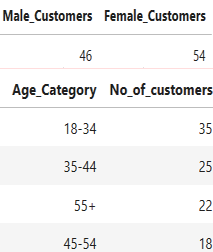 Male_Customers Female_Customers
46 54
Age_Category No_of_customers
18-34 35
35-44 25
55+ 22
45-54 18